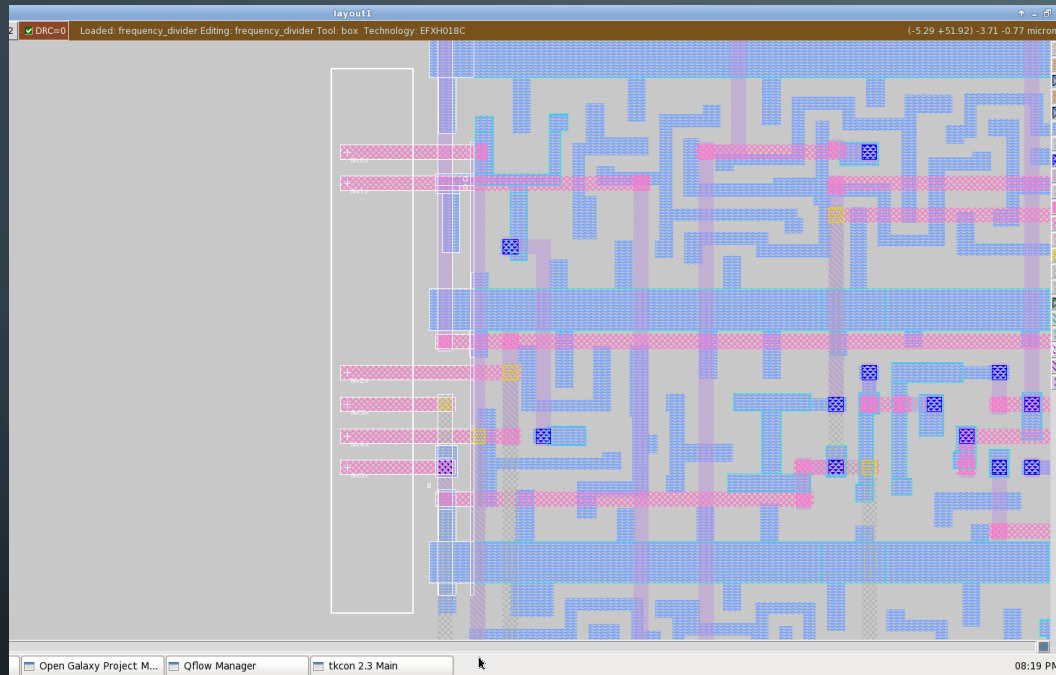 layout1
2 DRC=0 Loaded: frequency_divider Editing: frequency_divider Tool: box Technology: EFXH018C (-5.29 +51.92) -3.71 -0.77 micron
Open Galaxy Project M... Qflow Manager tkcon 2.3 Main 08:19 PM